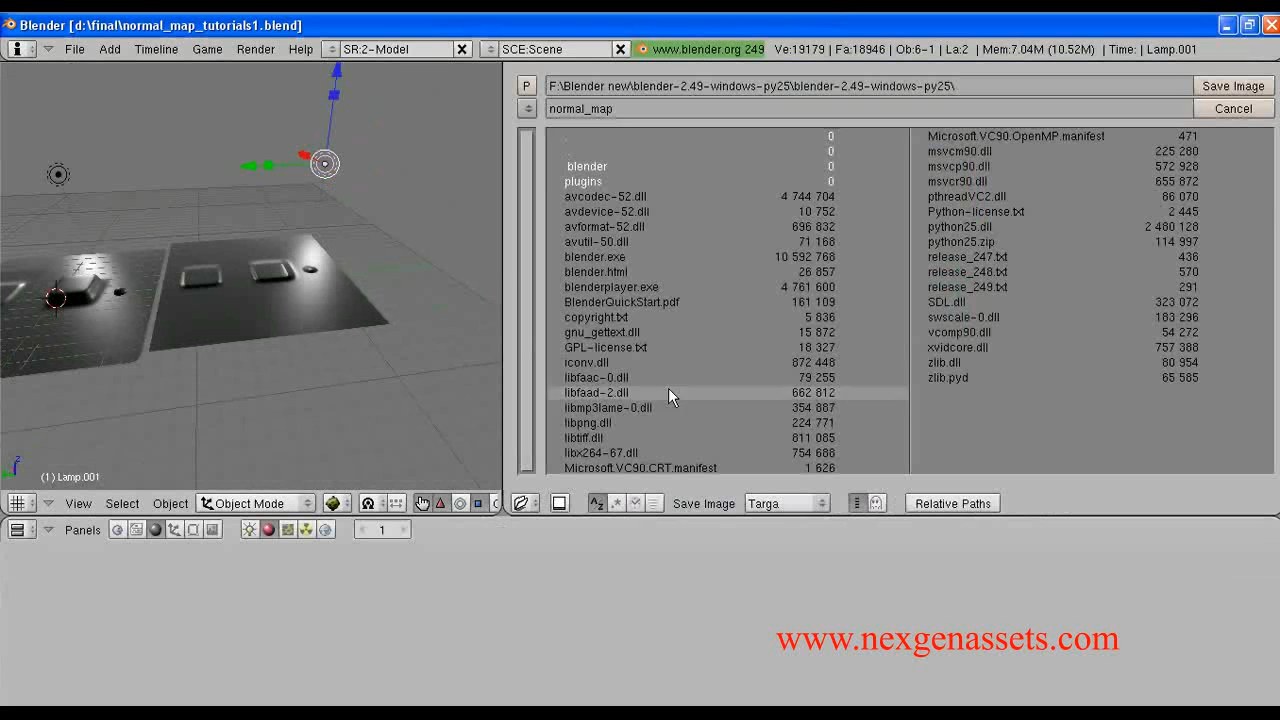 Blender [d:\final\normal_map_tutorials1.blend]
File Add Timeline Game Render Help SR:2-Model SCE:Scene www.blender.org 249 Ve:19179 | Fa:18946 | Ob:6-1 | La:2 | Mem:7.04M (10.52M) | Time: | Lamp.001
P F:\Blender new\blender-2.49-windows-py25\blender-2.49-windows-py25\ Save Image
normal_map Cancel
. 0
.. 0
blender 0
plugins 0
avcodec-52.dll 4 744 704
avdevice-52.dll 10 752
avformat-52.dll 696 832
avutil-50.dll 71 168
blender.exe 10 592 768
blender.html 26 857
blenderplayer.exe 4 761 600
BlenderQuickStart.pdf 161 109
copyright.txt 5 836
gnu_gettext.dll 15 872
GPL-license.txt 18 327
iconv.dll 872 448
libfaac-0.dll 79 255
libfaad-2.dll 662 812
libmp3lame-0.dll 354 887
libpng.dll 224 771
libtiff.dll 811 085
libx264-67.dll 754 688
Microsoft.VC90.CRT.manifest 1 626
Microsoft.VC90.OpenMP.manifest 471
msvcm90.dll 225 280
msvcp90.dll 572 928
msvcr90.dll 655 872
pthreadVC2.dll 86 070
Python-license.txt 2 445
python25.dll 2 480 128
python25.zip 114 997
release_247.txt 436
release_248.txt 570
release_249.txt 291
SDL.dll 323 072
swscale-0.dll 183 296
vcomp90.dll 54 272
xvidcore.dll 757 388
zlib.dll 80 954
zlib.pyd 65 585
z
(1) Lamp.001
View Select Object Object Mode
Save Image Targa Relative Paths
Panels 1
www.nexgenassets.com